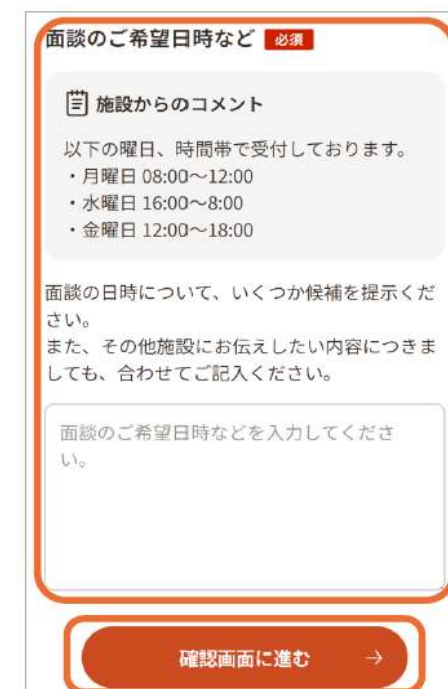 面談のご希望日時など 必須
施設からのコメント
以下の曜日、時間帯で受付しております。
・月曜日 08:00～12:00
・水曜日 16:00～8:00
・金曜日 12:00～18:00
面談の日時について、いくつか候補を提示くだ
さい。
また、その他施設にお伝えしたい内容につきま
しても、合わせてご記入ください。
面談のご希望日時などを入力してくださ
い。
確認画面に進む →